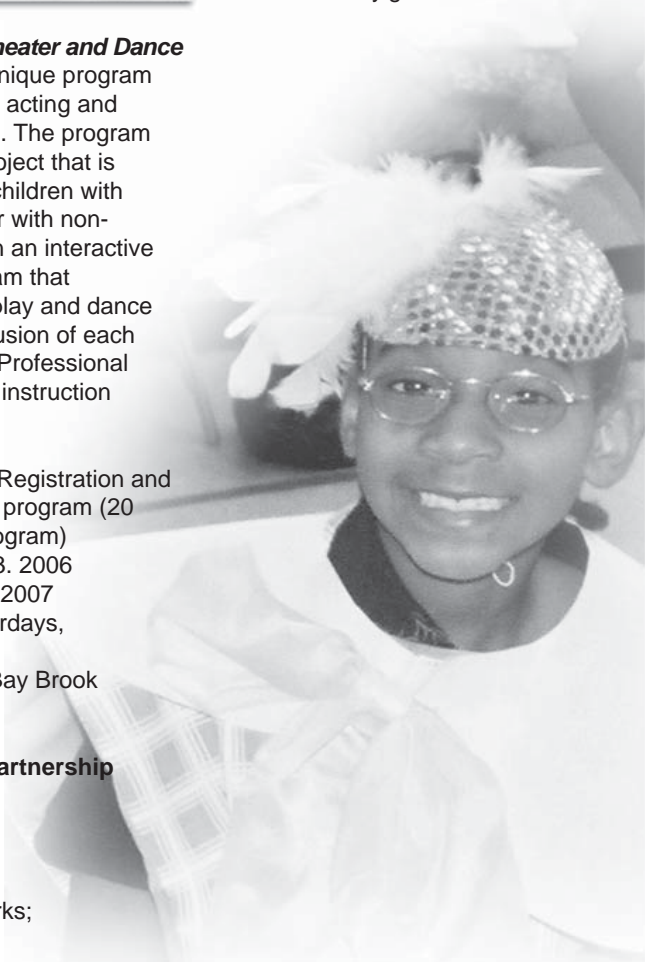 heater and Dance
nique program
acting and
. The program
oject that is
children with
r with non-
n an interactive
am that
play and dance
usion of each
Professional
instruction
Registration and
program (20
ogram)
3. 2006
2007
rdays,
Bay Brook
artnership
rks;